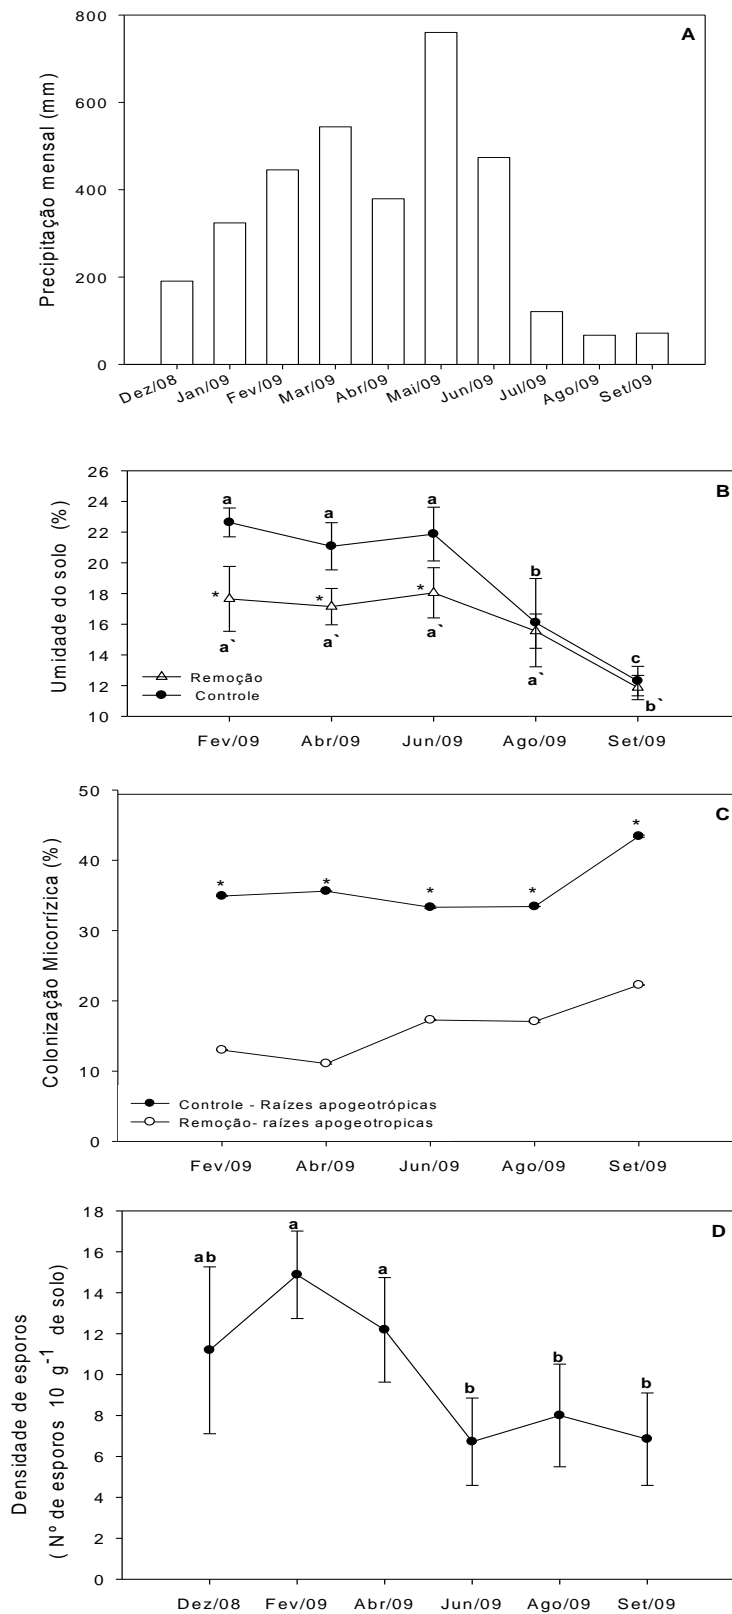 A
Precipitação mensal (mm)
800
600
400
200
0
Dez/08 Jan/09 Fev/09 Mar/09 Abr/09 Mai/09 Jun/09 Jul/09 Ago/09 Set/09
B
Umidade do solo (%)
26
24
22
20
18
16
14
12
10
a a a b c
* * *
a` a` a` a` b`
Remoção
Controle
Fev/09 Abr/09 Jun/09 Ago/09 Set/09
C
Colonização Micorrízica (%)
50
40
30
20
10
0
* * * * *
Controle - Raízes apogeotrópicas
Remoção- raízes apogeotropicas
Fev/09 Abr/09 Jun/09 Ago/09 Set/09
D
Densidade de esporos
( Nº de esporos 10 g⁻¹ de solo)
18
16
14
12
10
8
6
4
2
0
ab a a b b b
Dez/08 Fev/09 Abr/09 Jun/09 Ago/09 Set/09